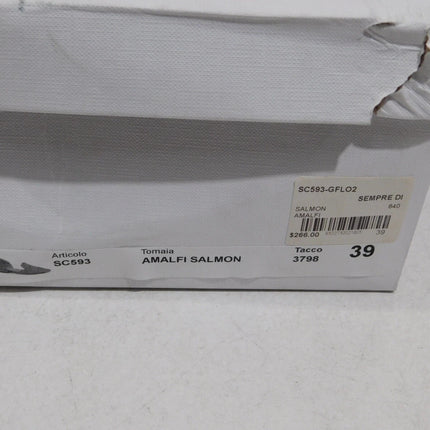 SC593-GFLO2
SEMPRE DI
SALMON 840
AMALFI
$266.00 39
Articolo Tomaia Tacco 39
SC593 AMALFI SALMON 3798